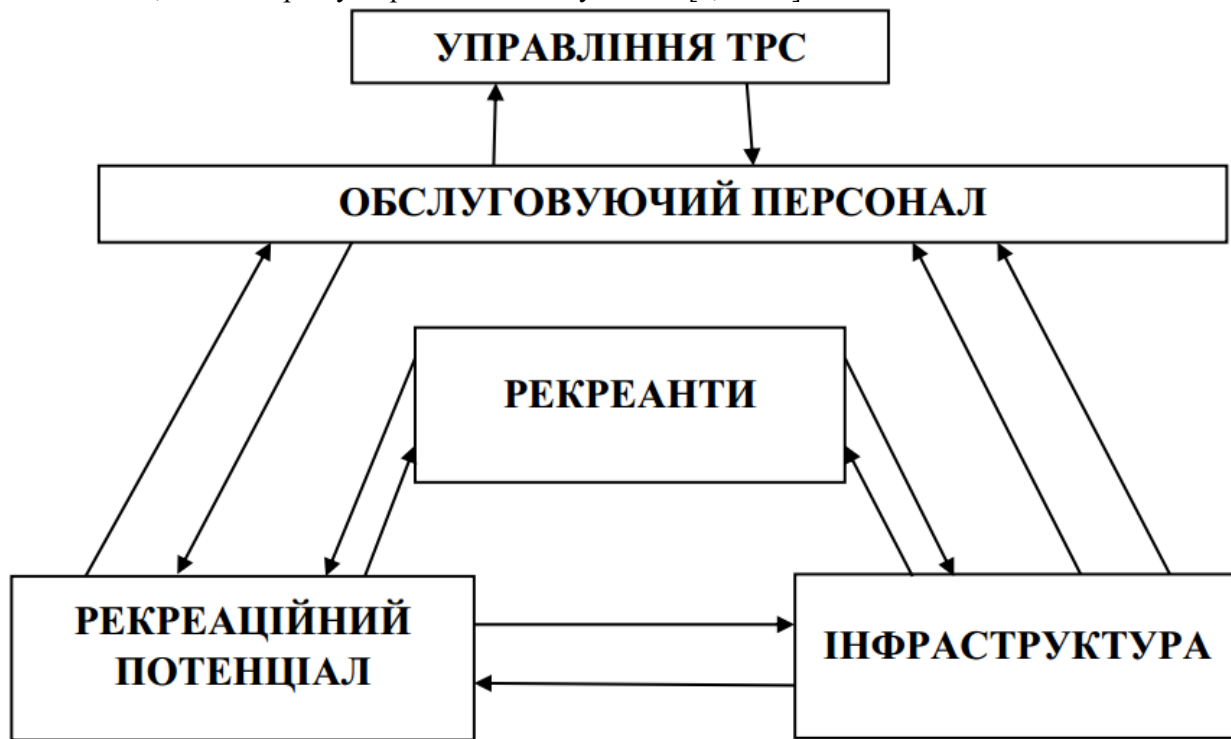 УПРАВЛІННЯ ТРС
ОБСЛУГОВУЮЧИЙ ПЕРСОНАЛ
РЕКРЕАНТИ
РЕКРЕАЦІЙНИЙ
ПОТЕНЦІАЛ
ІНФРАСТРУКТУРА